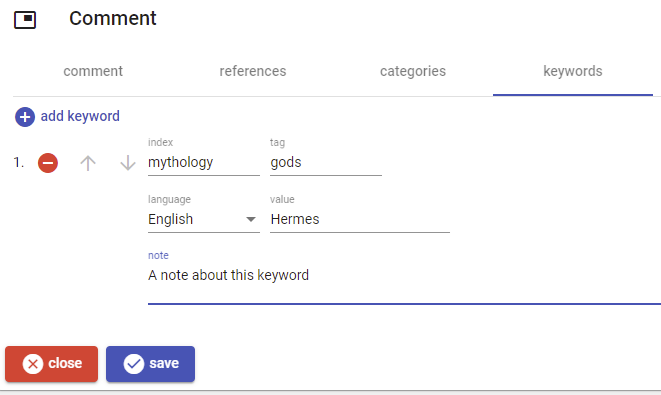 Comment
comment references categories keywords
add keyword
index tag
1. mythology gods
language value
English Hermes
note
A note about this keyword
close save